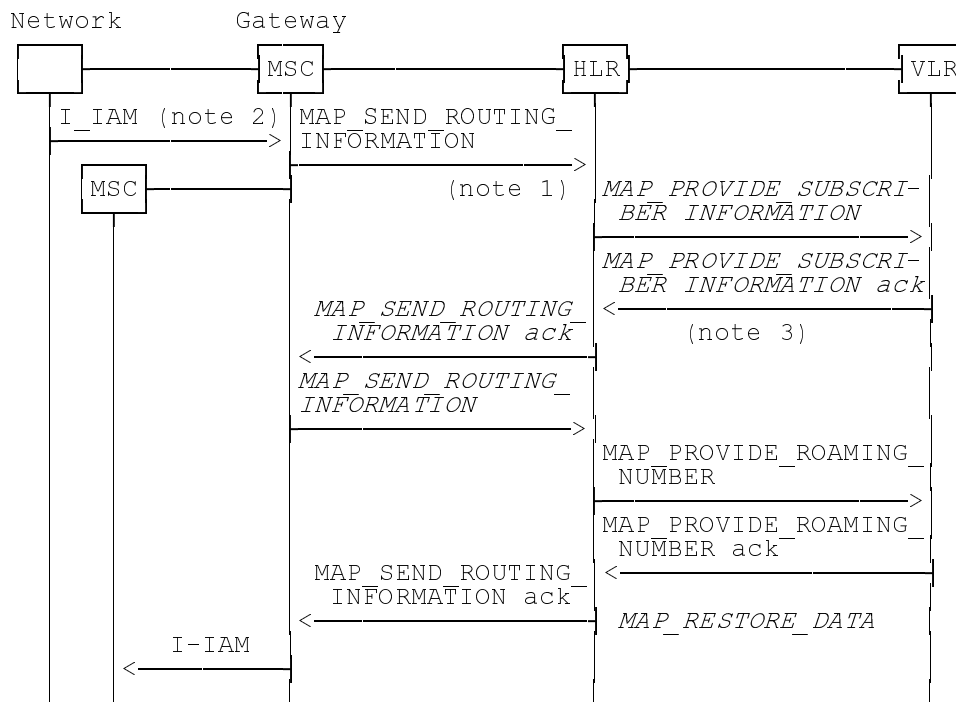 Network Gateway
MSC HLR VLR
I_IAM (note 2) MAP_SEND_ROUTING_
INFORMATION
MSC
(note 1)
MAP_PROVIDE_SUBSCRI-
BER INFORMATION
MAP_PROVIDE_SUBSCRI-
BER INFORMATION ack
MAP_SEND_ROUTING_
INFORMATION ack
(note 3)
MAP_SEND_ROUTING_
INFORMATION
MAP_PROVIDE_ROAMING_
NUMBER
MAP_PROVIDE_ROAMING_
NUMBER ack
MAP_SEND_ROUTING_
INFORMATION ack
MAP_RESTORE_DATA
I-IAM